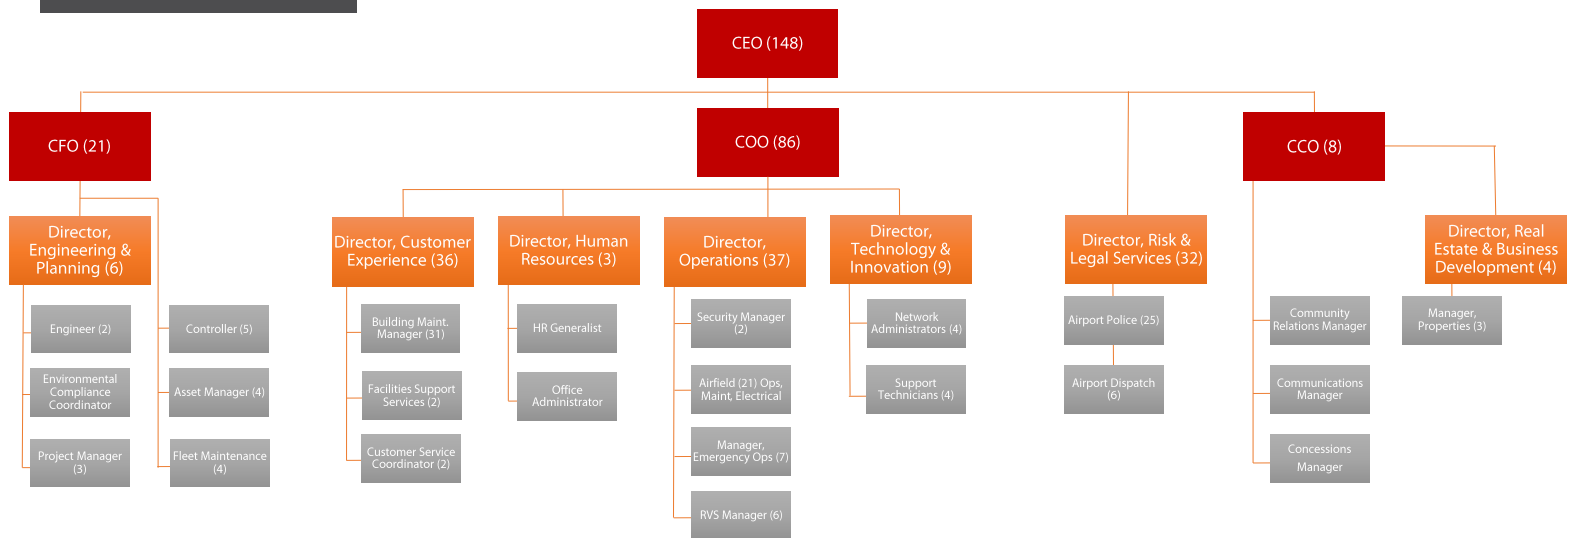 CEO (148)
CFO (21)
COO (86)
CCO (8)
Director,
Engineering &
Planning (6)
Director, Customer
Experience (36)
Director, Human
Resources (3)
Director,
Operations (37)
Director,
Technology &
Innovation (9)
Director, Risk &
Legal Services (32)
Director, Real
Estate & Business
Development (4)
Engineer (2)
Environmental
Compliance
Coordinator
Project Manager
(3)
Controller (5)
Asset Manager (4)
Fleet Maintenance
(4)
Building Maint.
Manager (31)
Facilities Support
Services (2)
Customer Service
Coordinator (2)
HR Generalist
Office
Administrator
Security Manager
(2)
Airfield (21) Ops,
Maint, Electrical
Manager,
Emergency Ops (7)
RVS Manager (6)
Network
Administrators (4)
Support
Technicians (4)
Airport Police (25)
Airport Dispatch
(6)
Community
Relations Manager
Communications
Manager
Concessions
Manager
Manager,
Properties (3)